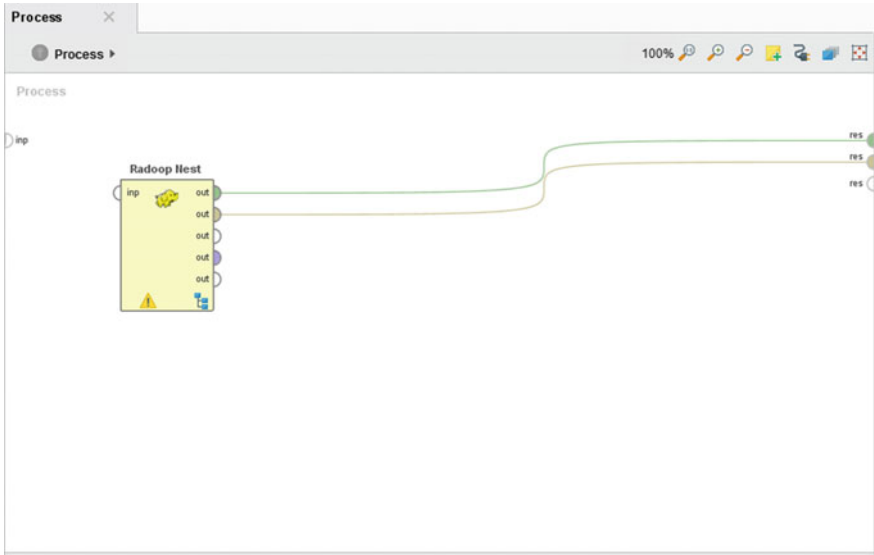 Process
Process
100%
Process
inp
res
res
res
Radoop Nest
inp
out
out
out
out
out